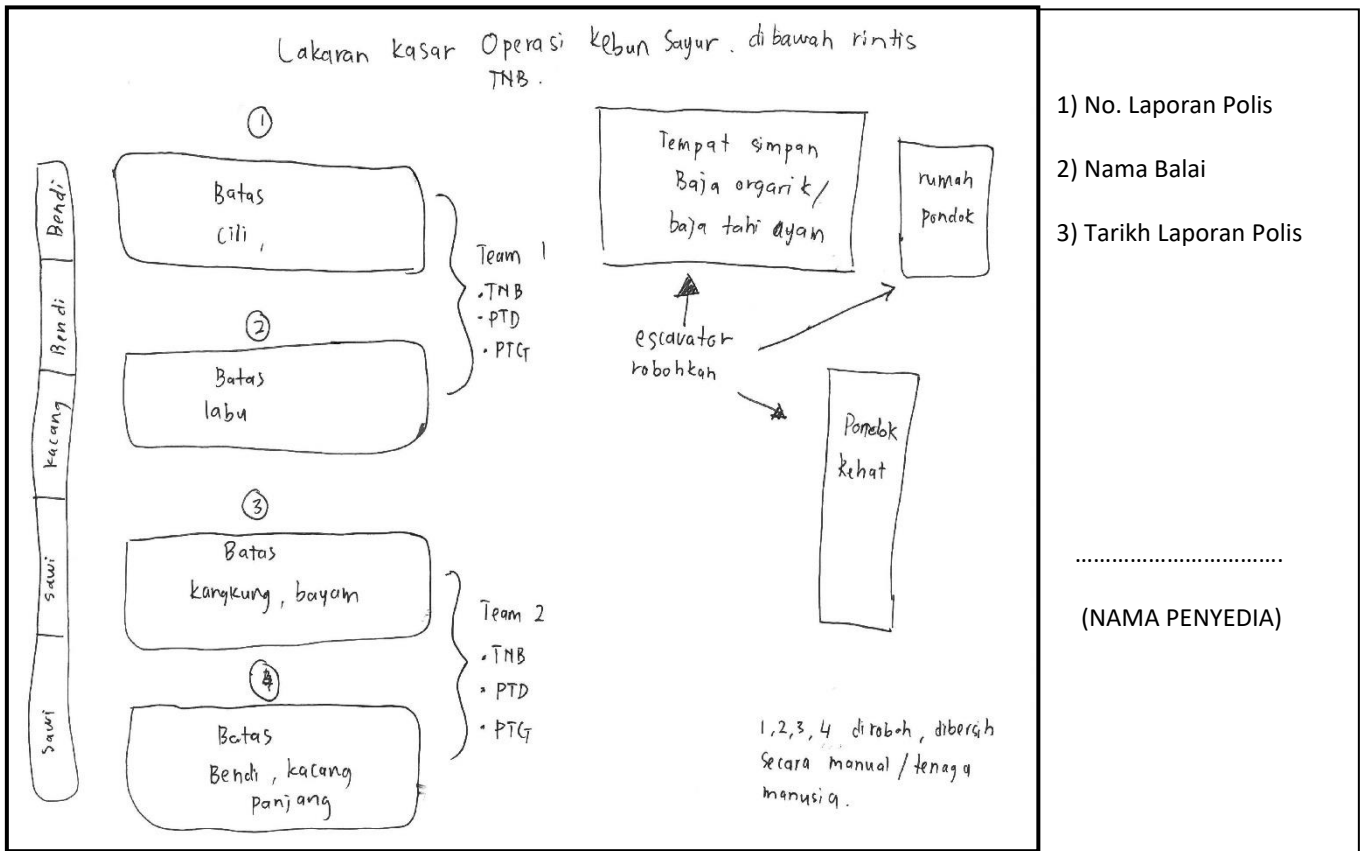 Lakaran kasar Operasi kebun Sayur. dibawah rintis
TNB.
1
Batas
Cili,
2
Batas
labu
3
Batas
kangkung, bayam
4
Batas
Bendi, kacang
panjang
Bendi
Bendi
Kacang
sawi
sawi
Team 1
• TNB
• PTD
• PTG
Team 2
• TNB
• PTD
• PTG
Tempat simpan
Baja organik/
baja tahi ayam
rumah
pondok
escavator
robohkan
Pondok
kehat
1,2,3,4 diroboh, dibersih
secara manual/tenaga
manusia.
1) No. Laporan Polis
2) Nama Balai
3) Tarikh Laporan Polis
…………………………….
(NAMA PENYEDIA)